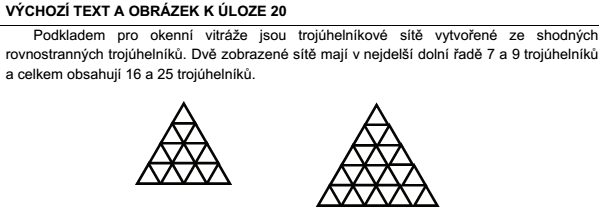 VÝCHOZÍ TEXT A OBRÁZEK K ÚLOZE 20
Podkladem pro okenní vitráže jsou trojúhelníkové sítě vytvořené ze shodných
rovnostranných trojúhelníků. Dvě zobrazené sítě mají v nejdelší dolní řadě 7 a 9 trojúhelníků
a celkem obsahují 16 a 25 trojúhelníků.